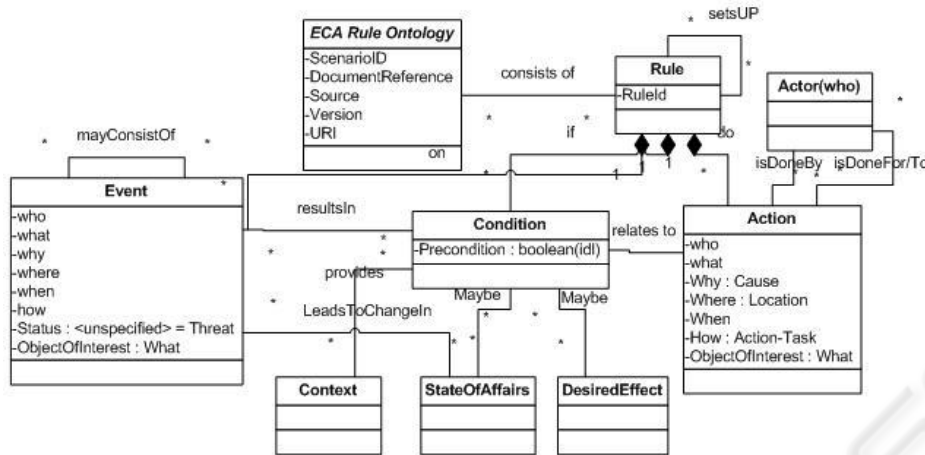 setsUP
*
*
ECA Rule Ontology
-ScenarioID
-DocumentReference
-Source
-Version
-URI
consists of
*
*
Rule
-RuleId
Actor(who)
*
on
if
do
1
1
1
*
*
isDoneBy
isDoneFor/To
*
*
mayConsistOf
*
*
*
Event
-who
-what
-why
-where
-when
-how
-Status : <unspecified> = Threat
-ObjectOfInterest : What
resultsIn
*
*
Condition
-Precondition : boolean(idl)
relates to
Action
-who
-what
-Why : Cause
-Where : Location
-When
-How : Action-Task
-ObjectOfInterest : What
provides
*
*
LeadsToChangeIn
*
*
Maybe
*
*
Maybe
*
*
Context
StateOfAffairs
DesiredEffect